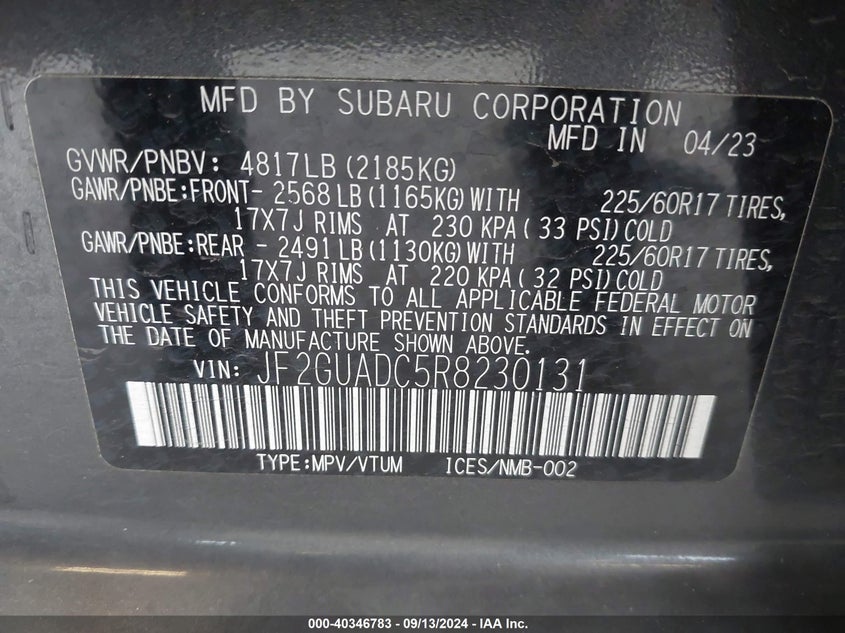 MFD BY SUBARU CORPORATION
MFD IN 04/23
GVWR/PNBV: 4817LB (2185KG)
GAWR/PNBE:FRONT- 2568 LB (1165KG) WITH 225/60R17 TIRES,
17X7J RIMS AT 230 KPA ( 33 PSI) COLD
GAWR/PNBE:REAR - 2491 LB (1130KG) WITH 225/60R17 TIRES,
17X7J RIMS AT 220 KPA ( 32 PSI) COLD
THIS VEHICLE CONFORMS TO ALL APPLICABLE FEDERAL MOTOR
VEHICLE SAFETY AND THEFT PREVENTION STANDARDS IN EFFECT ON
THE DATE OF MANUFACTURE SHOWN ABOVE.
VIN: JF2GUADC5R8230131
TYPE:MPV/VTUM ICES/NMB-002
000-40346783 - 09/13/2024 - IAA Inc.